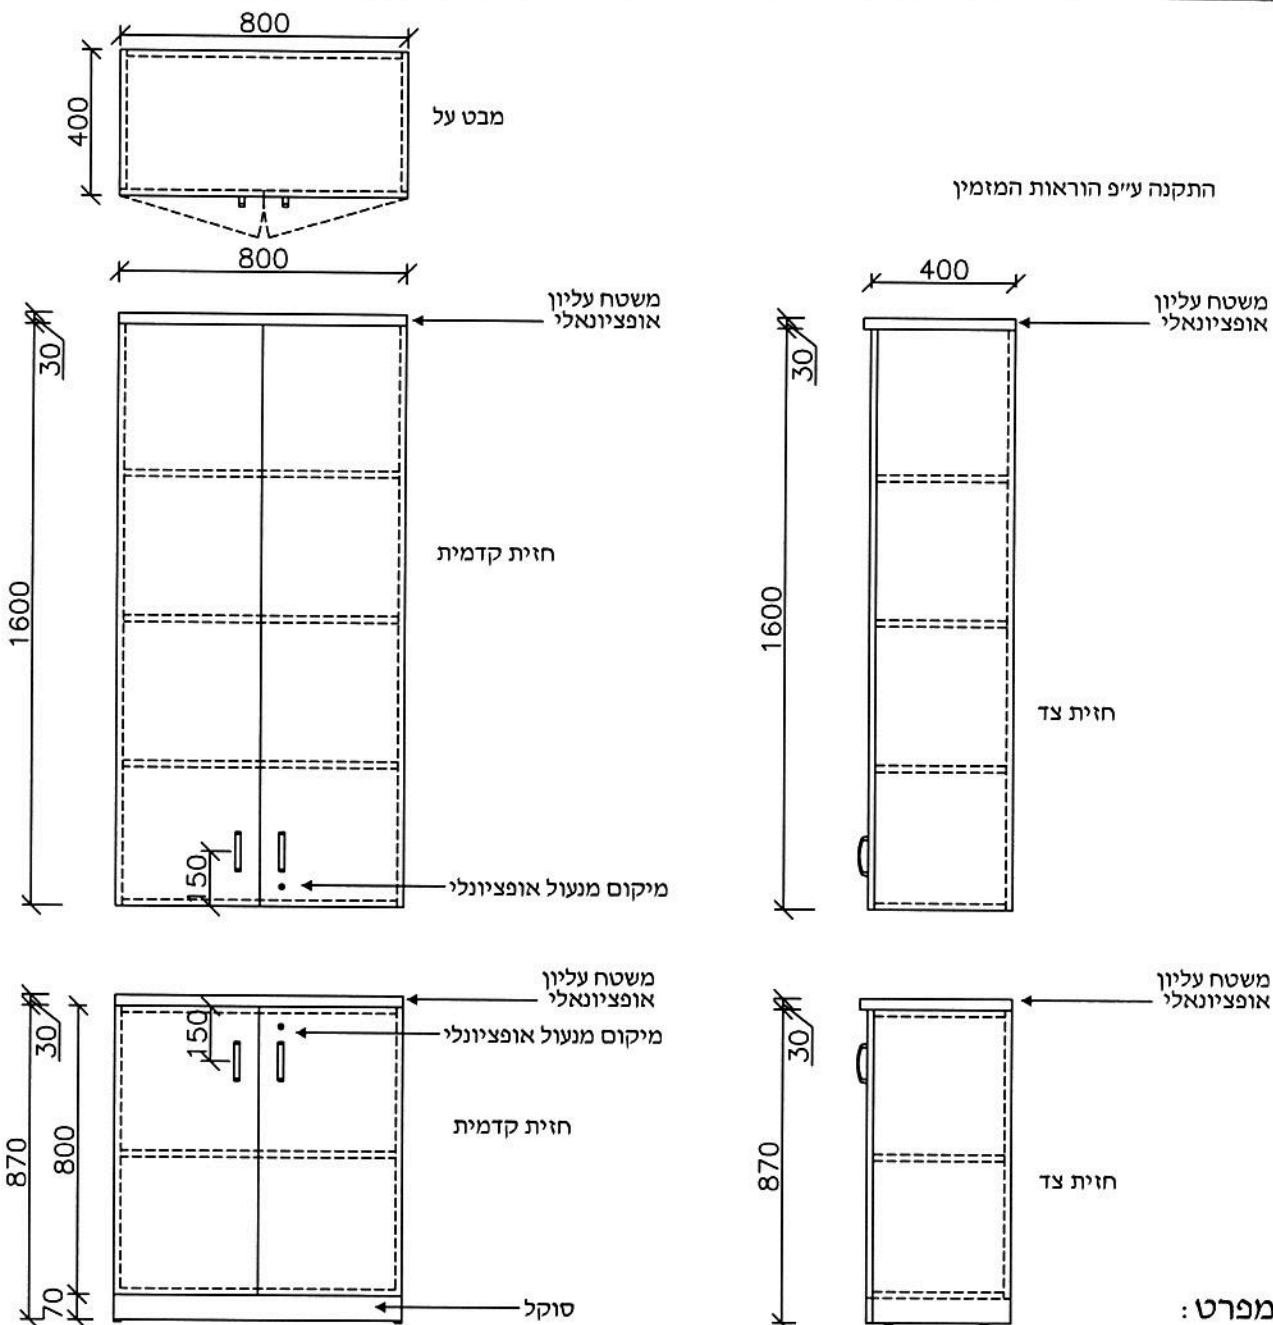 800
400
מבט על
התקנה ע״פ הוראות המזמין
800
400
משטח עליון
אופציונאלי
משטח עליון
אופציונאלי
30
30
חזית קדמית
1600
1600
חזית צד
150
מיקום מנעול אופציונלי
משטח עליון
אופציונאלי
משטח עליון
אופציונאלי
מיקום מנעול אופציונלי
30
150
30
חזית קדמית
870
800
870
חזית צד
70
סוקל
מפרט :